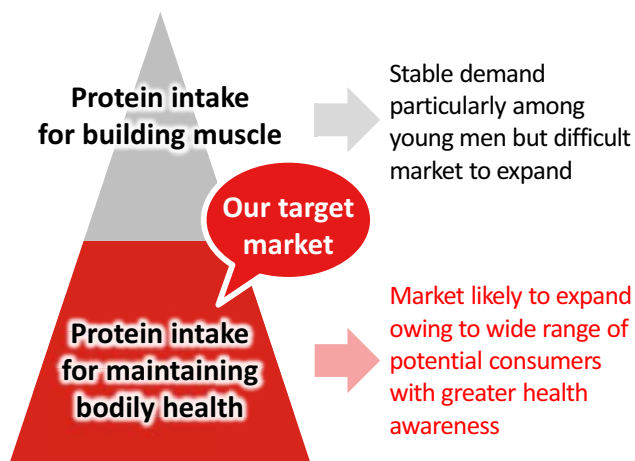 Protein intake
for building muscle
Stable demand
particularly among
young men but difficult
market to expand
Our target
market
Protein intake
for maintaining
bodily health
Market likely to expand
owing to wide range of
potential consumers
with greater health
awareness